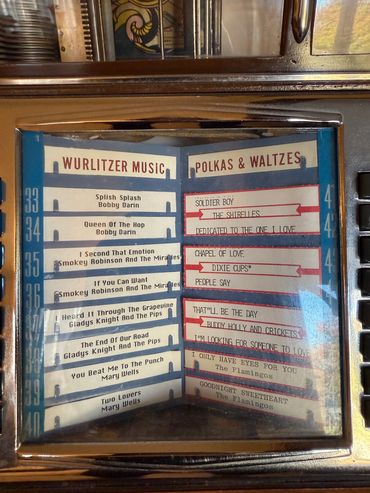 WURLITZER MUSIC
33
Splish Splash
Bobby Darin
34
Queen Of The Hop
Bobby Darin
35
I Second That Emotion
Smokey Robinson And The Miracles
36
If You Can Want
Smokey Robinson And The Miracles
I Heard It Through The Grapevine
Gladys Knight And The Pips
The End Of Our Road
Gladys Knight And The Pips
39
You Beat Me To The Punch
Mary Wells
40
Two Lovers
Mary Wells
POLKAS & WALTZES
SOLDIER BOY
THE SHIRELLES
DEDICATED TO THE ONE I LOVE
CHAPEL OF LOVE
DIXIE CUPS*
PEOPLE SAY
THAT"LL BE THE DAY
BUDDY HOLLY AND CRICKETS
I"M LOOKING FOR SOMEONE TO LOVE
I ONLY HAVE EYES FOR YOU
The Flamingos
GOODNIGHT SWEETHEART
The Flamingos